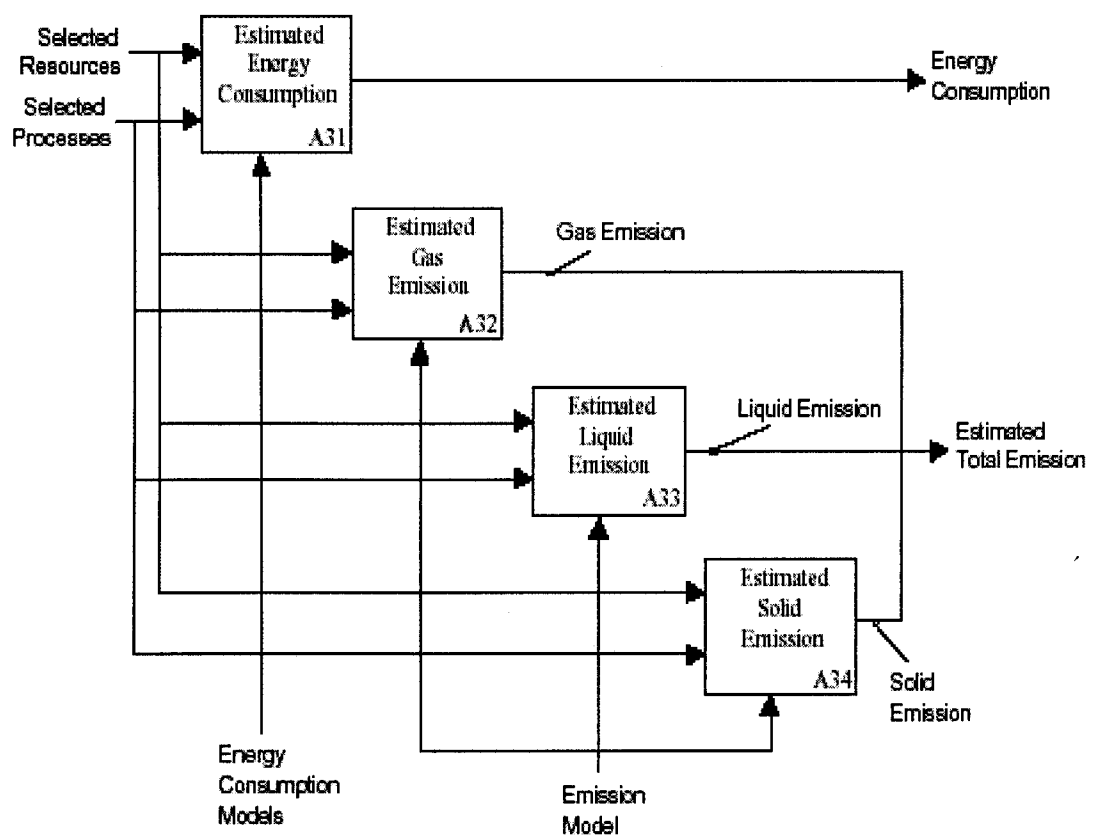 Selected
Resources
Selected
Processes
Estimated
Energy
Consumption
A31
Energy
Consumption
Estimated
Gas
Emission
A32
Gas Emission
Estimated
Liquid
Emission
A33
Liquid Emission
Estimated
Total Emission
Estimated
Solid
Emission
A34
Solid
Emission
Energy
Consumption
Models
Emission
Model